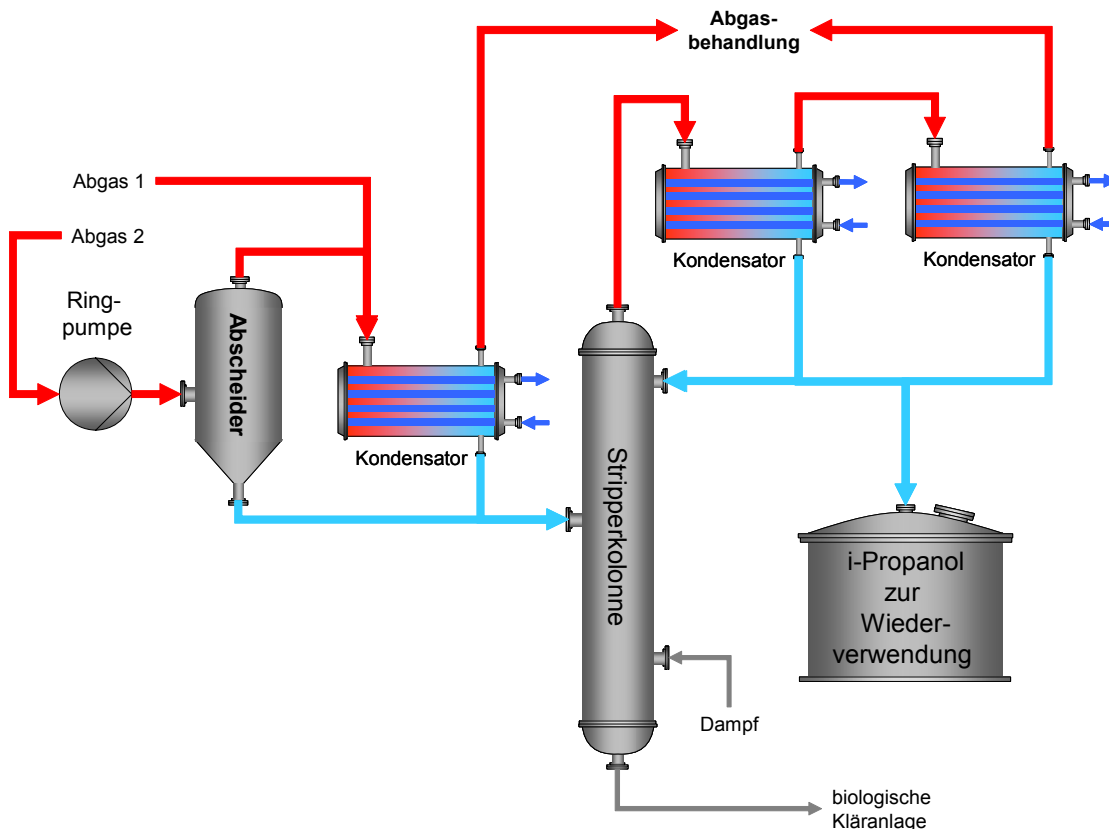 Abgas-
behandlung
Abgas 1
Abgas 2
Ring-
pumpe
Abscheider
Kondensator
Kondensator
Kondensator
Stripperkolonne
i-Propanol
zur
Wieder-
verwendung
Dampf
biologische
Kläranlage